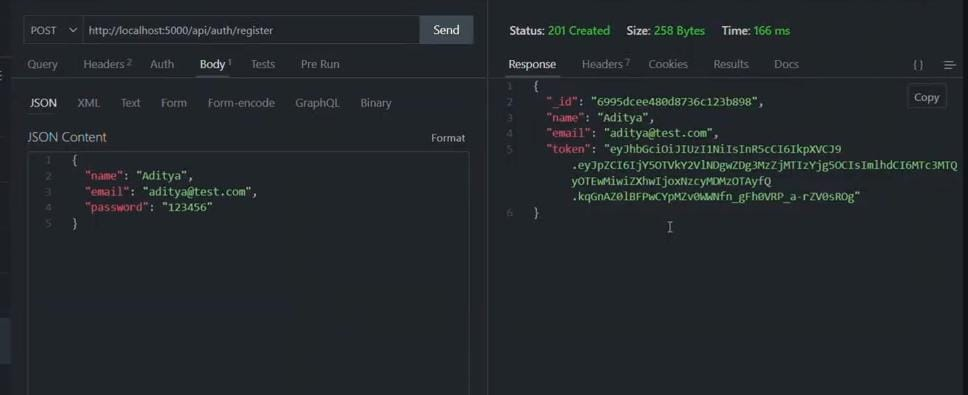 POST http://localhost:5000/api/auth/register Send
Query Headers 2 Auth Body 1 Tests Pre Run
JSON XML Text Form Form-encode GraphQL Binary
JSON Content Format
1 {
2 "name": "Aditya",
3 "email": "aditya@test.com",
4 "password": "123456"
5 }
Status: 201 Created Size: 258 Bytes Time: 166 ms
Response Headers 7 Cookies Results Docs { }
Copy
1 {
2 "_id": "6995dcee480d8736c123b898",
3 "name": "Aditya",
4 "email": "aditya@test.com",
5 "token": "eyJhbGciOiJIUzI1NiIsInR5cCI6IkpXVCJ9
.eyJpZCI6IjY5OTVkY2VlNDgwZDg3MzZjMTIzYjg5OCIsImlhdCI6MTc3MTQ
yOTEwMiwiZXhwIjoxNzcyMDMzOTAyfQ
.kqGnAZ0lBFPwCYpMZv0WWNfn_gFh0VRP_a-rZV0sROg"
6 }